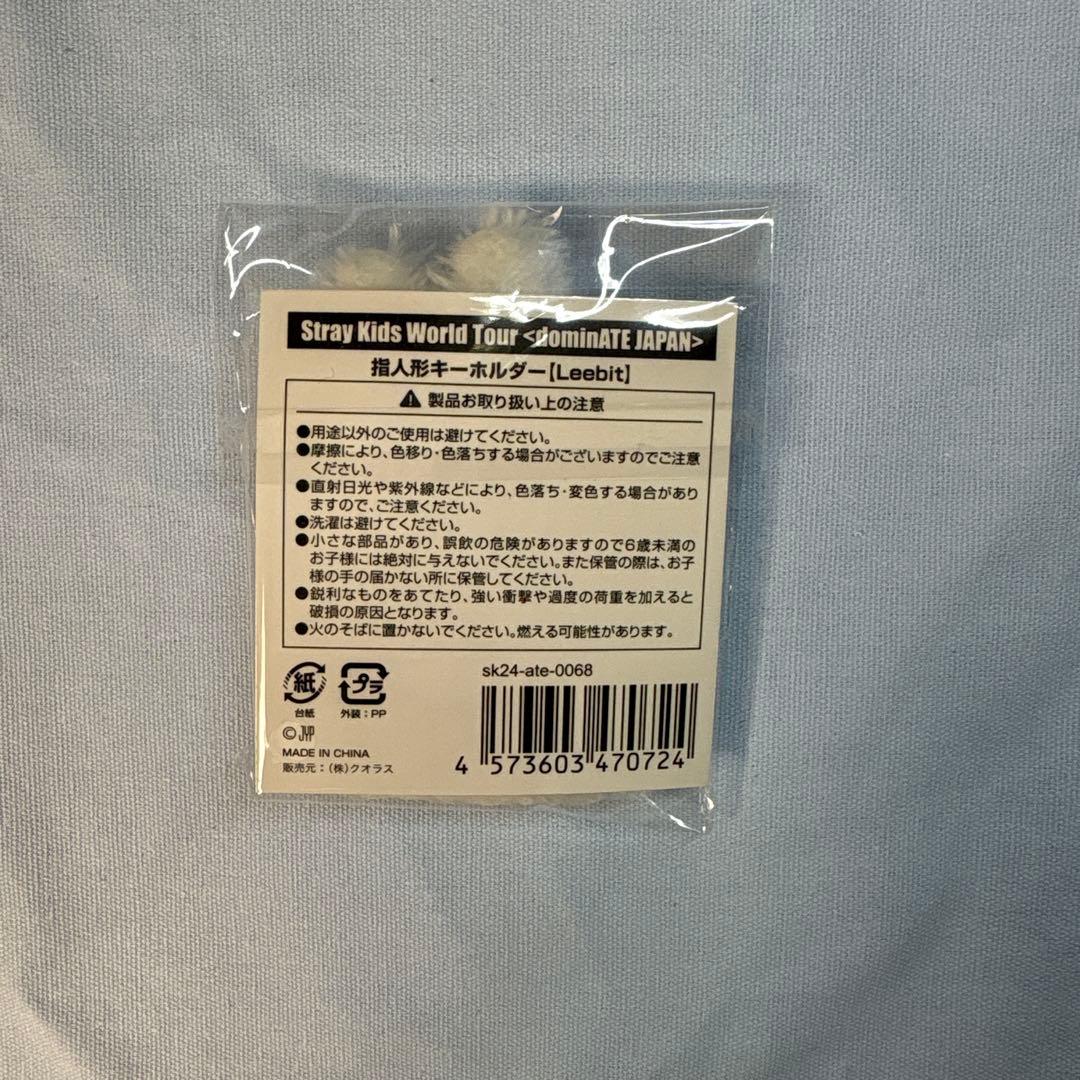 Stray Kids World Tour <dominATE JAPAN>
指人形キーホルダー【Leebit】
製品お取り扱い上の注意
●用途以外のご使用は避けてください。
●摩擦により、色移り・色落ちする場合がございますのでご注意
ください。
●直射日光や紫外線などにより、色落ち・変色する場合があり
ますので、ご注意ください。
●洗濯は避けてください。
●小さな部品があり、誤飲の危険がありますので6歳未満の
お子様には絶対に与えないでください。また保管の際は、お子
様の手の届かない所に保管してください。
●鋭利なものをあてたり、強い衝撃や過度の荷重を加えると
破損の原因となります。
●火のそばに置かないでください。燃える可能性があります。
sk24-ate-0068
紙 プラ
台紙 外装：PP
© JYP
MADE IN CHINA
販売元：(株)クオラス
4 573603 470724